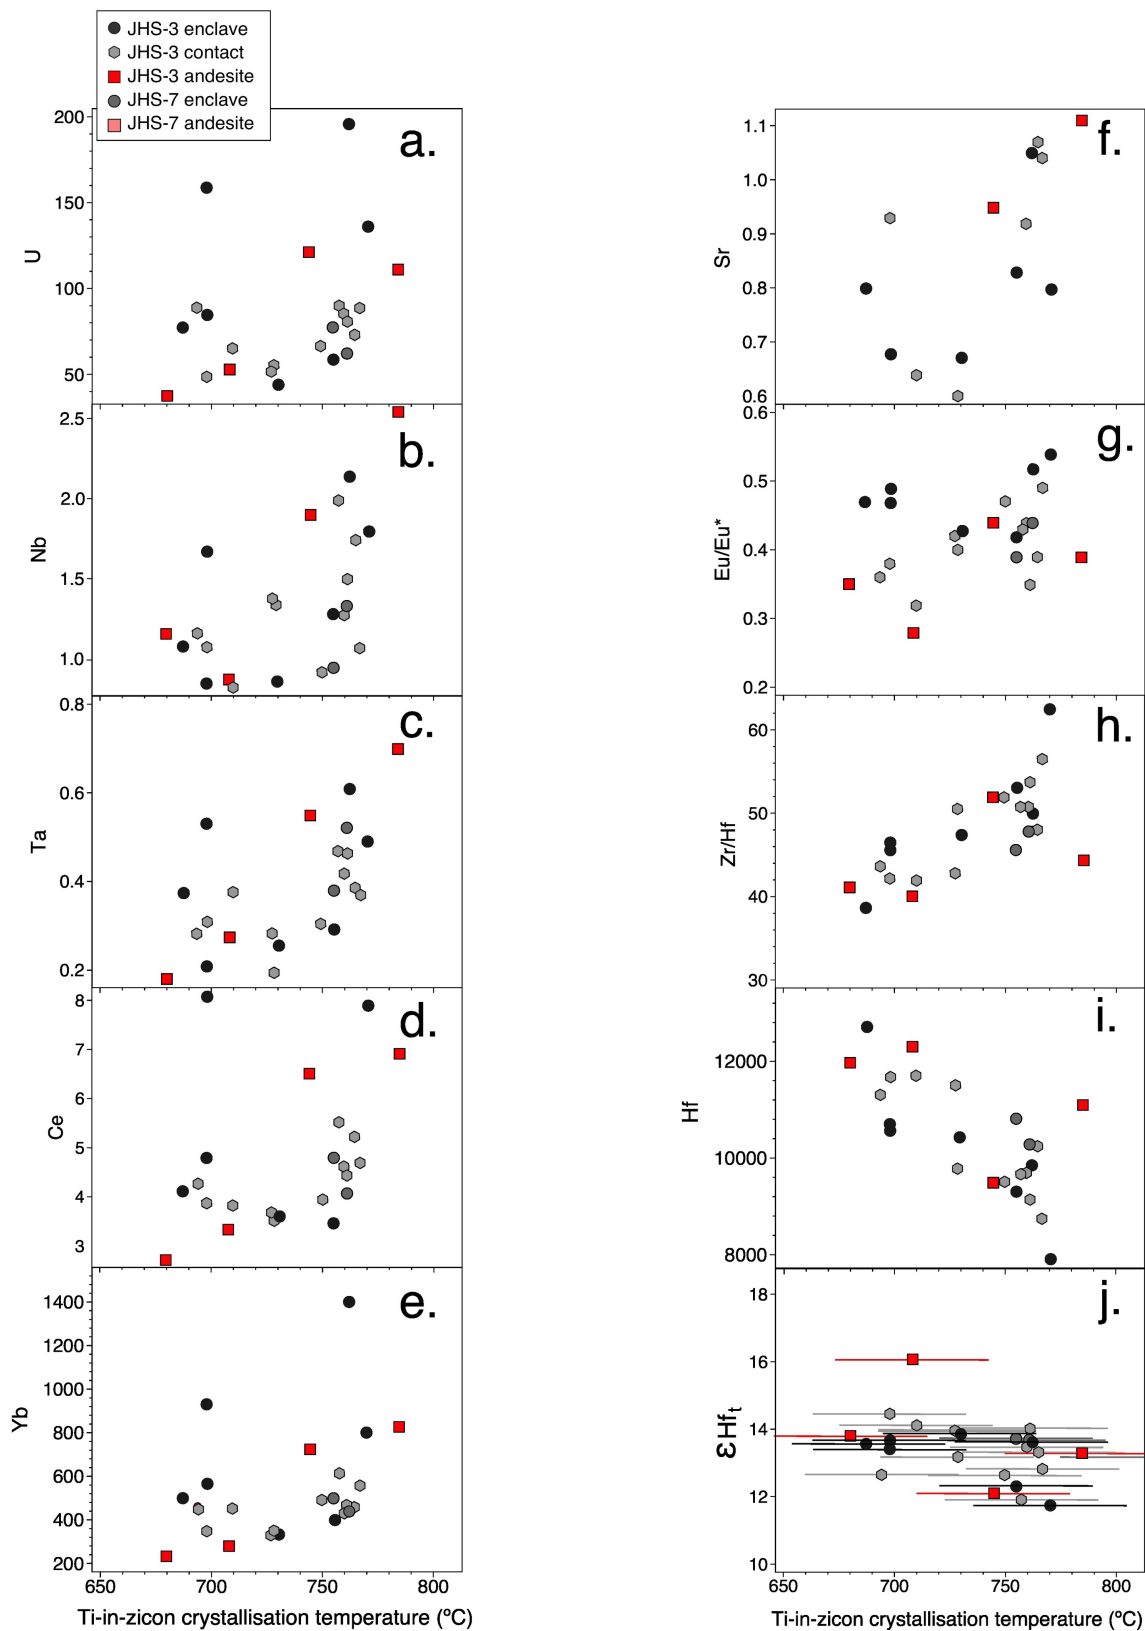 JHS-3 enclave
JHS-3 contact
JHS-3 andesite
JHS-7 enclave
JHS-7 andesite
a.
U
200
150
100
50
b.
Nb
2.5
2.0
1.5
1.0
c.
Ta
0.8
0.6
0.4
0.2
d.
Ce
8
7
6
5
4
3
e.
Yb
1400
1200
1000
800
600
400
200
650 700 750 800
Ti-in-zicon crystallisation temperature (ºC)
f.
Sr
1.1
1.0
0.9
0.8
0.7
0.6
g.
Eu/Eu*
0.6
0.5
0.4
0.3
0.2
h.
Zr/Hf
60
50
40
30
i.
Hf
12000
10000
8000
j.
εHft
18
16
14
12
10
650 700 750 800
Ti-in-zicon crystallisation temperature (ºC)